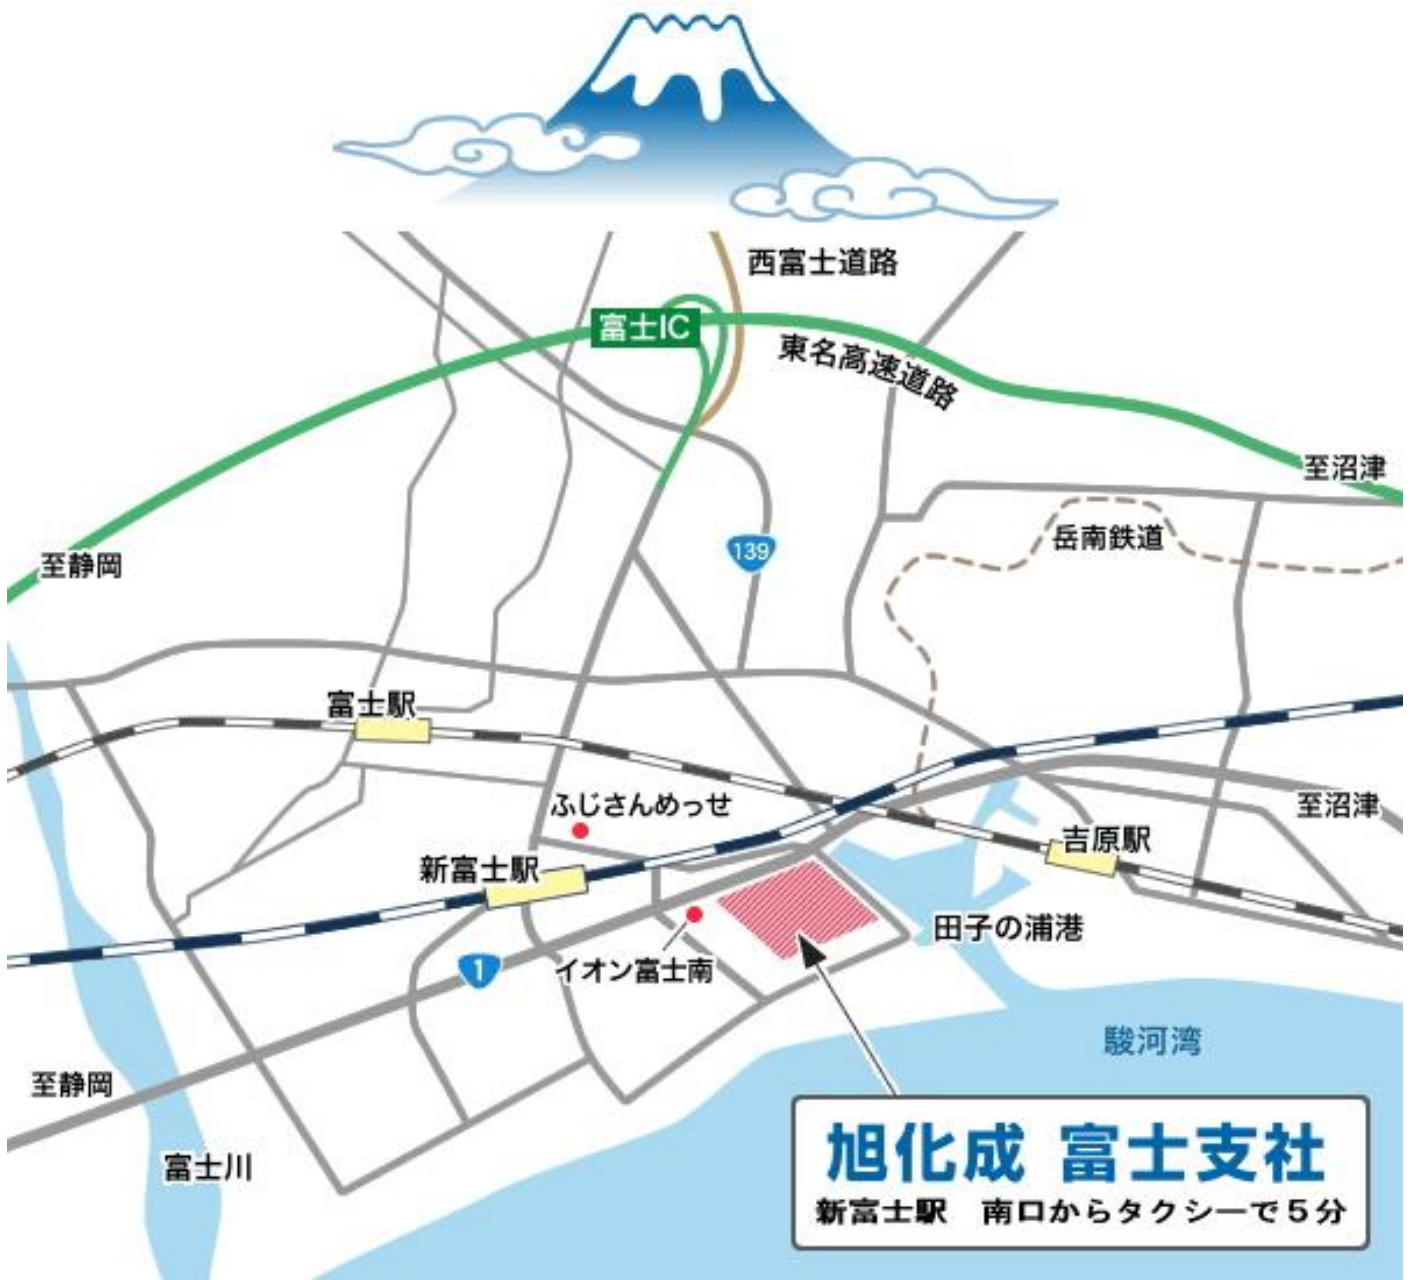 西富士道路
富士IC
東名高速道路
至沼津
岳南鉄道
139
至静岡
富士駅
ふじさんめっせ
至沼津
吉原駅
新富士駅
田子の浦港
1
イオン富士南
駿河湾
至静岡
富士川
旭化成 富士支社
新富士駅 南口からタクシーで5分